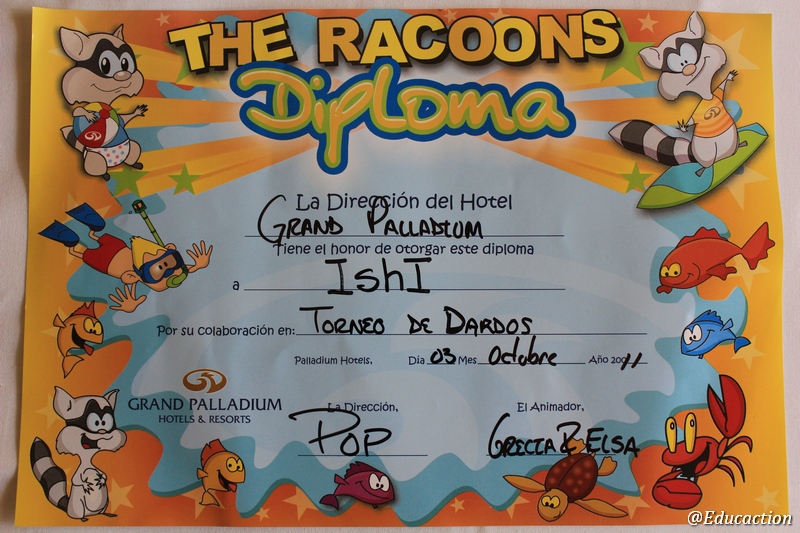 THE RACOONS
Diploma
La Dirección del Hotel
GRAND PALLADIUM
Tiene el honor de otorgar este diploma
a IshI
Por su colaboración en: TORNEO DE DARDOS
Palladium Hotels, Día 03 Mes Octubre Año 2011
GRAND PALLADIUM
HOTELS & RESORTS
La Dirección, El Animador,
POP GRECIA Z ELSA
@Educaction